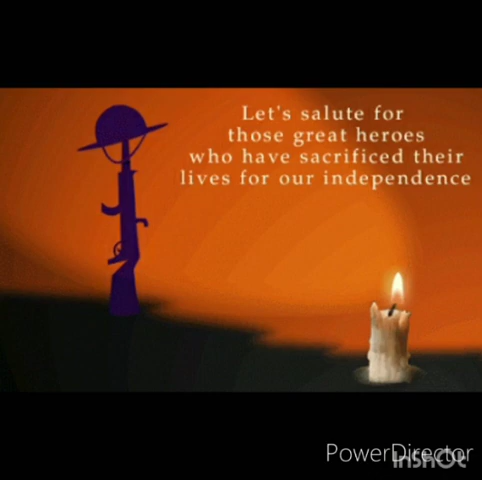 Let's salute for
those great heroes
who have sacrificed their
lives for our independence
PowerDirector
INSHOT